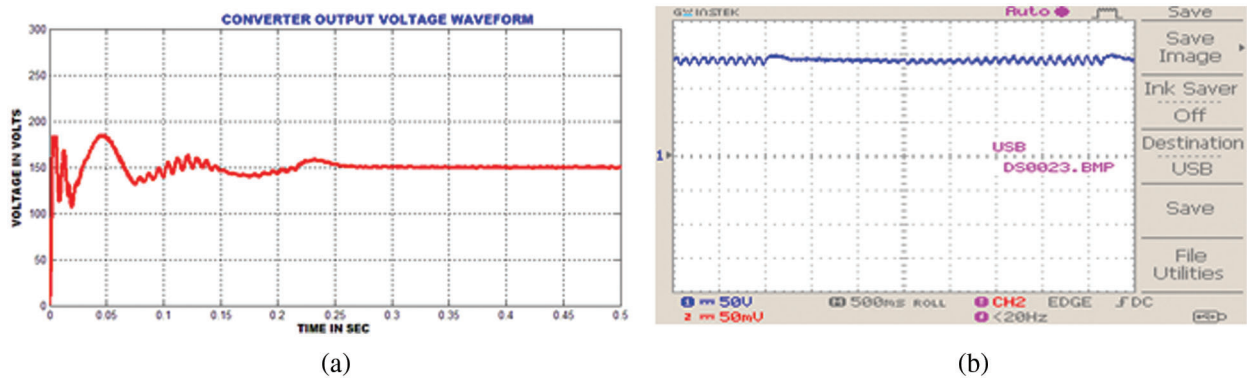 CONVERTER OUTPUT VOLTAGE WAVEFORM
VOLTAGE IN VOLTS
300
250
200
150
100
50
0
0 0.05 0.1 0.15 0.2 0.25 0.3 0.35 0.4 0.45 0.5
TIME IN SEC
(a)
GW INSTEK Auto
Save
Save
Image
Ink Saver
Off
Destination
USB
Save
File
Utilities
1
USB
DS0023.BMP
1 50V 500ms ROLL CH2 EDGE DC
2 50mV <20Hz
(b)